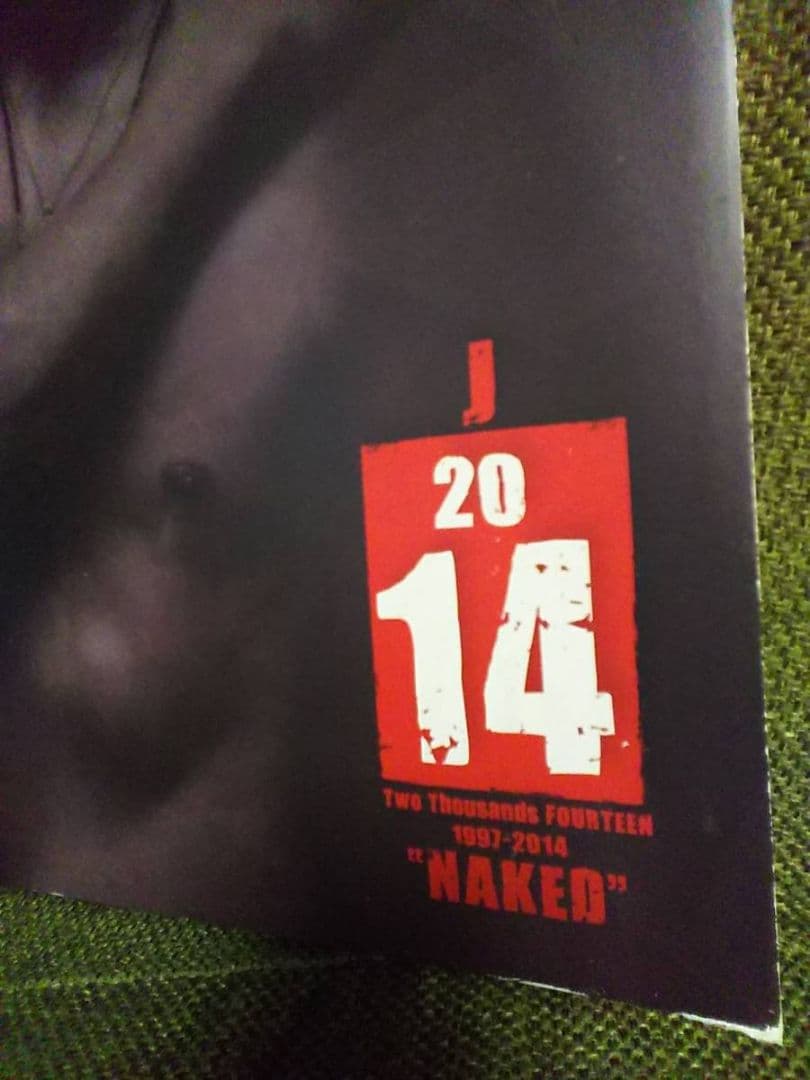 J
20
14
Two Thousands FOURTEEN
1997-2014
"NAKED"